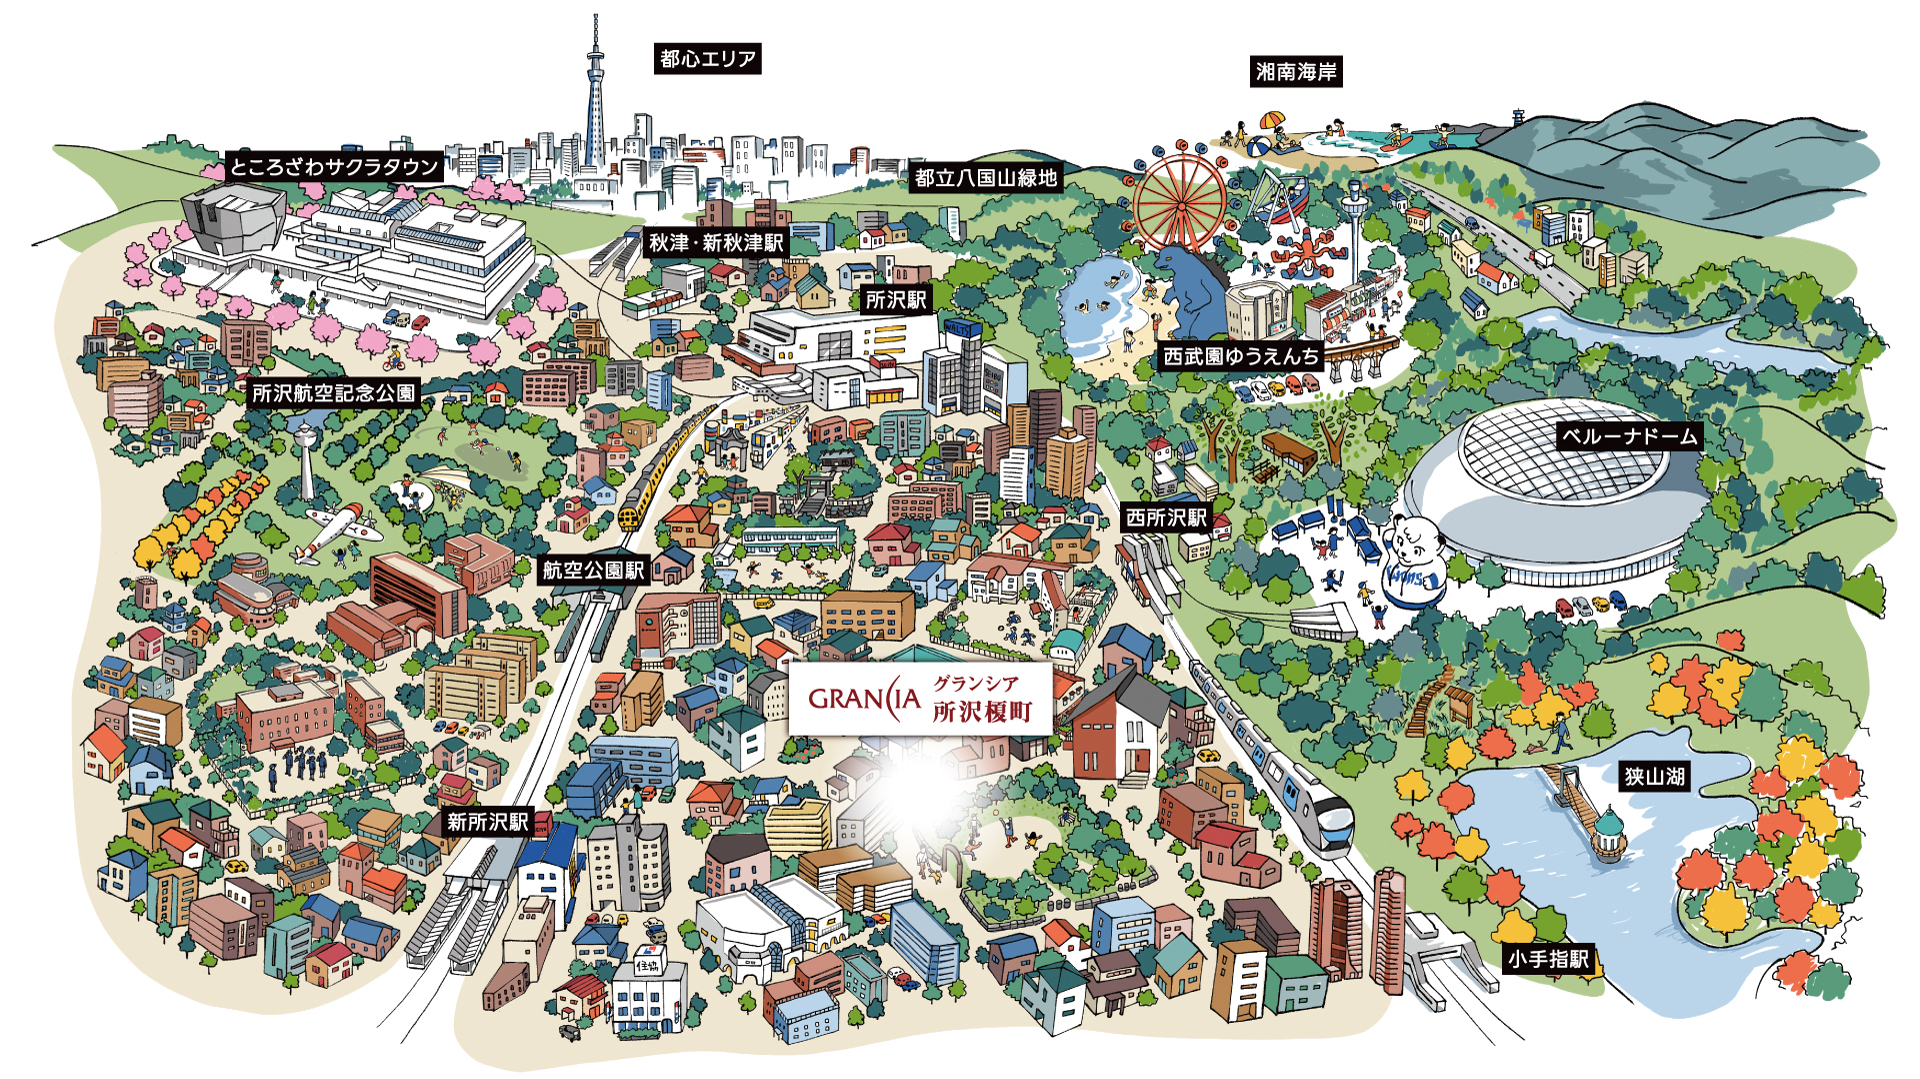 都心エリア
湘南海岸
ところざわサクラタウン
都立八国山緑地
秋津・新秋津駅
所沢駅
WALTS
西武園ゆうえんち
所沢航空記念公園
ベルーナドーム
西所沢駅
航空公園駅
Lions
GRANCIA
グランシア
所沢榎町
狭山湖
新所沢駅
小手指駅
住協